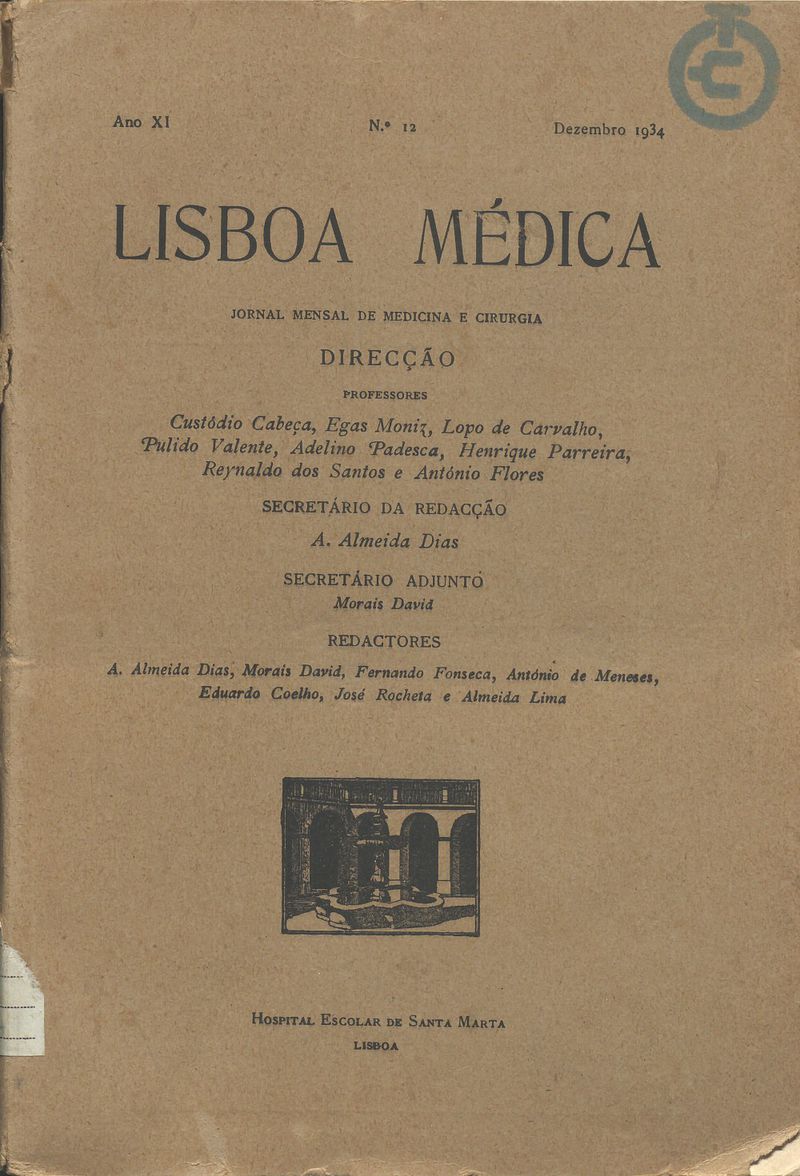 Ano XI N.º 12 Dezembro 1934
LISBOA MÉDICA
JORNAL MENSAL DE MEDICINA E CIRURGIA
DIRECÇÃO
PROFESSORES
Custódio Cabeça, Egas Moniz, Lopo de Carvalho,
Pulido Valente, Adelino Padesca, Henrique Parreira,
Reynaldo dos Santos e António Flores
SECRETÁRIO DA REDACÇÃO
A. Almeida Dias
SECRETÁRIO ADJUNTO
Morais David
REDACTORES
A. Almeida Dias, Morais David, Fernando Fonseca, António de Meneses,
Eduardo Coelho, José Rocheta e Almeida Lima
HOSPITAL ESCOLAR DE SANTA MARTA
LISBOA